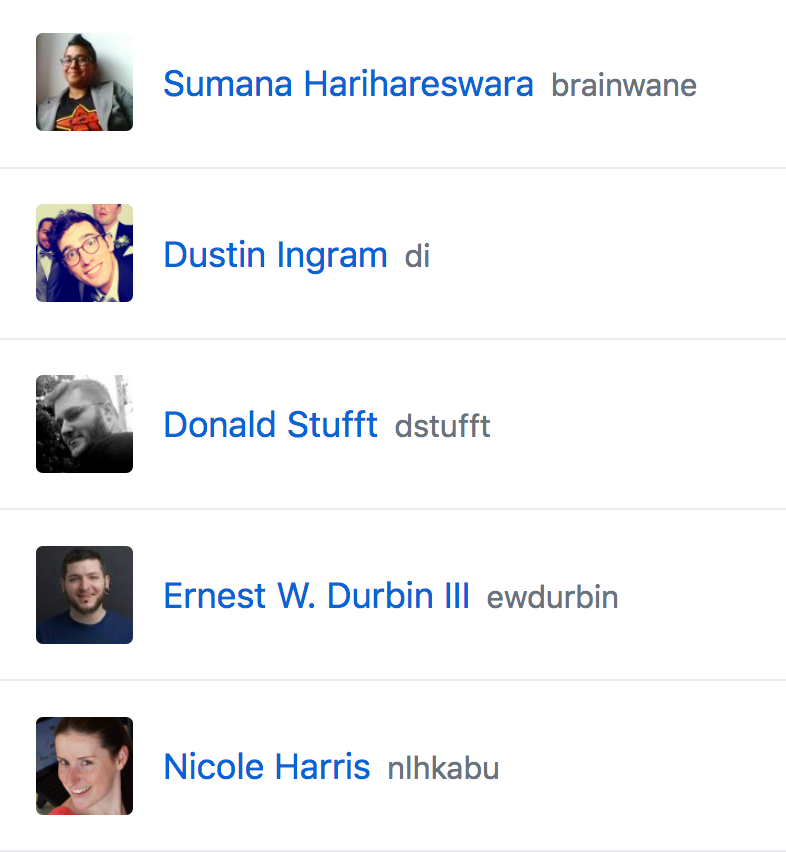 Sumana Harihareswara brainwane
Dustin Ingram di
Donald Stufft dstufft
Ernest W. Durbin III ewdurbin
Nicole Harris nlhkabu